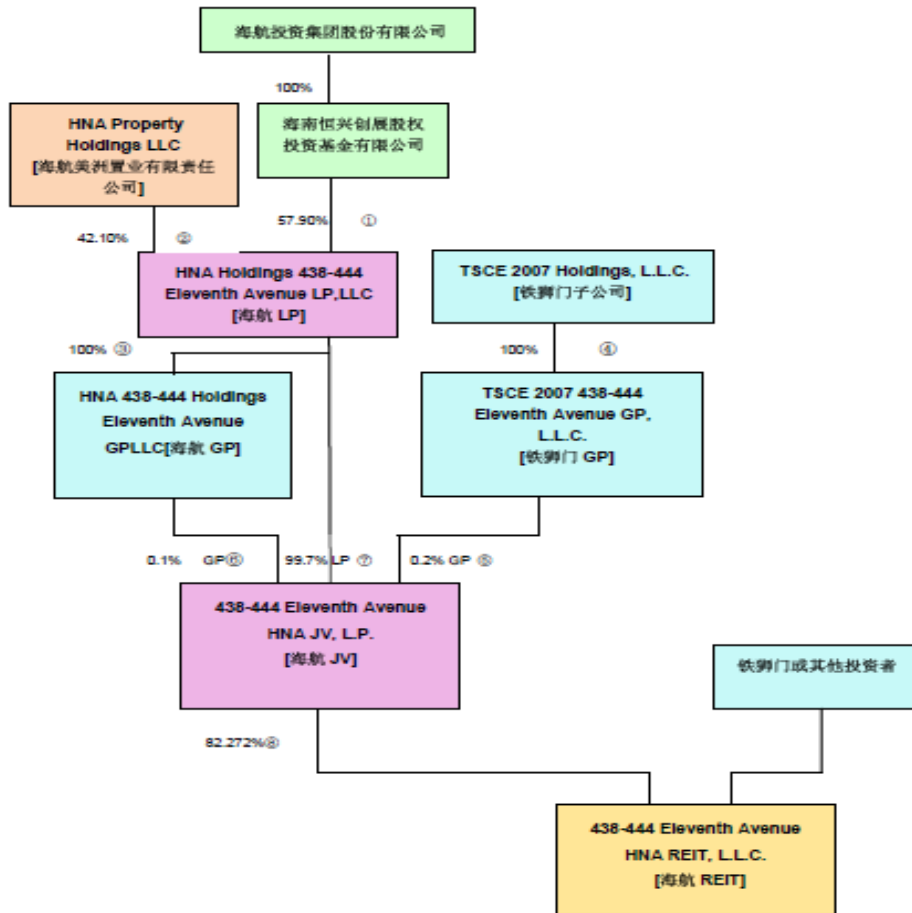 海航投资集团股份有限公司
100%
HNA Property
Holdings LLC
[海航美洲置业有限责任
公司]
海南恒兴创展股权
投资基金有限公司
57.90% ①
42.10% ②
HNA Holdings 438-444
Eleventh Avenue LP,LLC
[海航 LP]
TSCE 2007 Holdings, L.L.C.
[铁狮门子公司]
100% ③
100% ④
HNA 438-444 Holdings
Eleventh Avenue
GPLLC[海航 GP]
TSCE 2007 438-444
Eleventh Avenue GP,
L.L.C.
[铁狮门 GP]
0.1% GP⑥
99.7% LP ⑦
0.2% GP ⑤
438-444 Eleventh Avenue
HNA JV, L.P.
[海航 JV]
铁狮门或其他投资者
82.272%⑧
438-444 Eleventh Avenue
HNA REIT, L.L.C.
[海航 REIT]